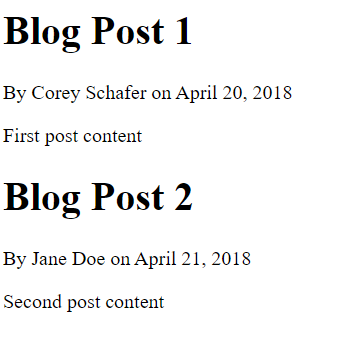 Blog Post 1
By Corey Schafer on April 20, 2018
First post content
Blog Post 2
By Jane Doe on April 21, 2018
Second post content